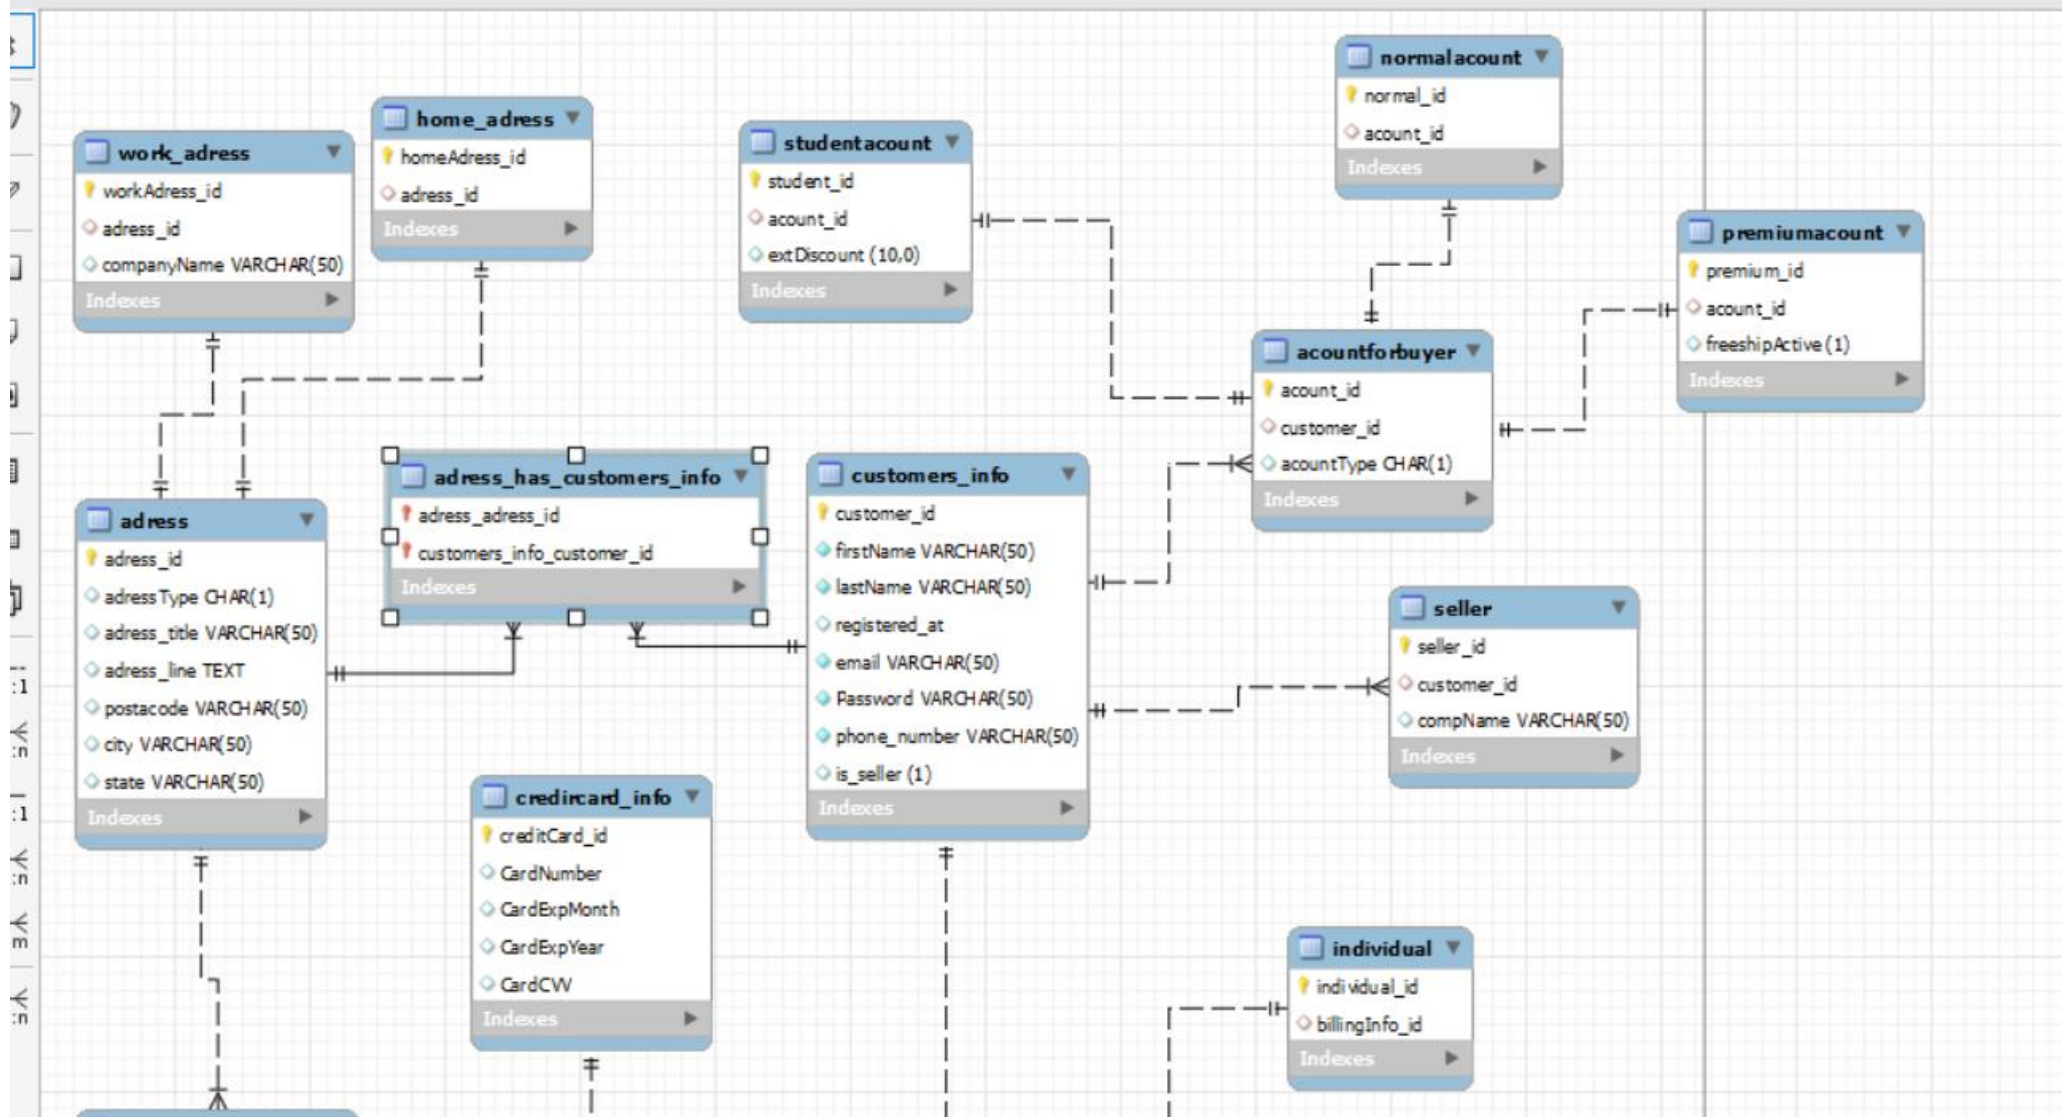 work_adress
workAdress_id
adress_id
companyName VARCHAR(50)
Indexes
home_adress
homeAdress_id
adress_id
Indexes
studentacount
student_id
acount_id
extDiscount (10,0)
Indexes
normalacount
normal_id
acount_id
Indexes
premiumacount
premium_id
acount_id
freeshipActive (1)
Indexes
acountforbuyer
acount_id
customer_id
acountType CHAR(1)
Indexes
adress
adress_id
adressType CHAR(1)
adress_title VARCHAR(50)
adress_line TEXT
postacode VARCHAR(50)
city VARCHAR(50)
state VARCHAR(50)
Indexes
adress_has_customers_info
adress_adress_id
customers_info_customer_id
Indexes
customers_info
customer_id
firstName VARCHAR(50)
lastName VARCHAR(50)
registered_at
email VARCHAR(50)
Password VARCHAR(50)
phone_number VARCHAR(50)
is_seller (1)
Indexes
seller
seller_id
customer_id
compName VARCHAR(50)
Indexes
credircard_info
creditCard_id
CardNumber
CardExpMonth
CardExpYear
CardCVV
Indexes
individual
individual_id
billingInfo_id
Indexes
:1
:n
:1
:n
m
:n